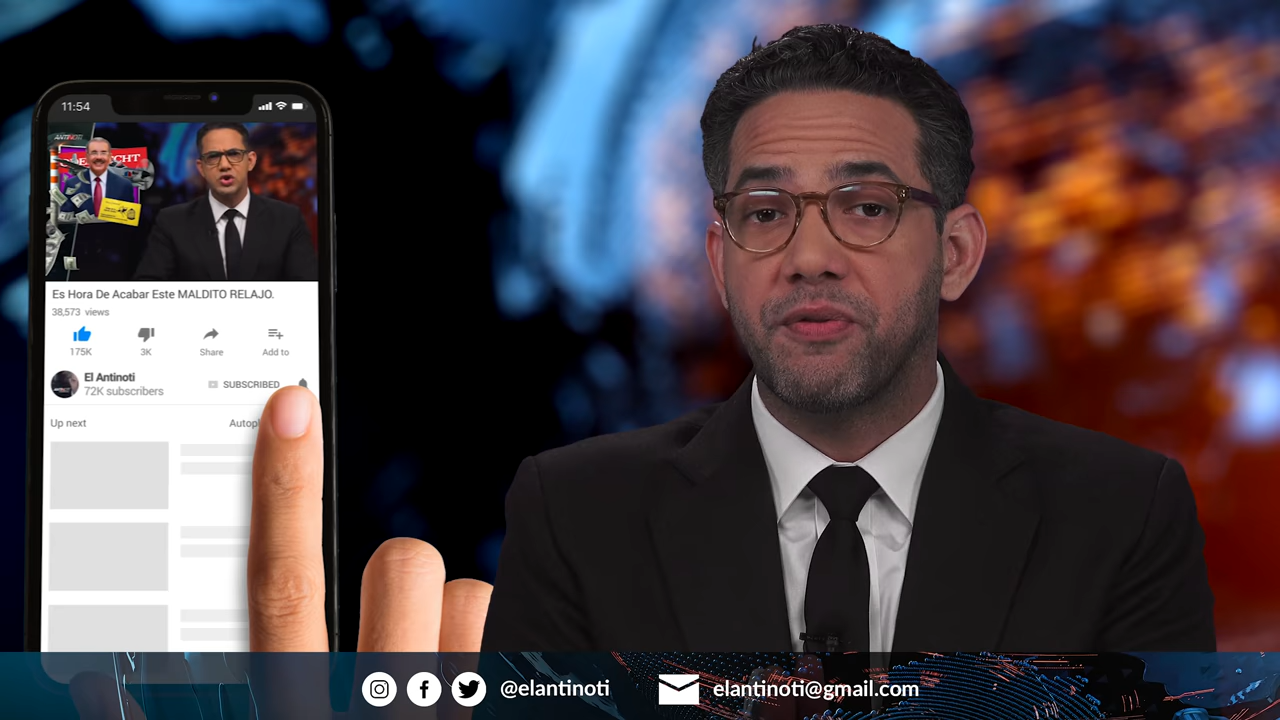 11:54
ANTINOTI
Es Hora De Acabar Este MALDITO RELAJO.
38,573 views
175K
3K
Share
Add to
El Antinoti
72K subscribers
SUBSCRIBED
Up next
@elantinoti
elantinoti@gmail.com